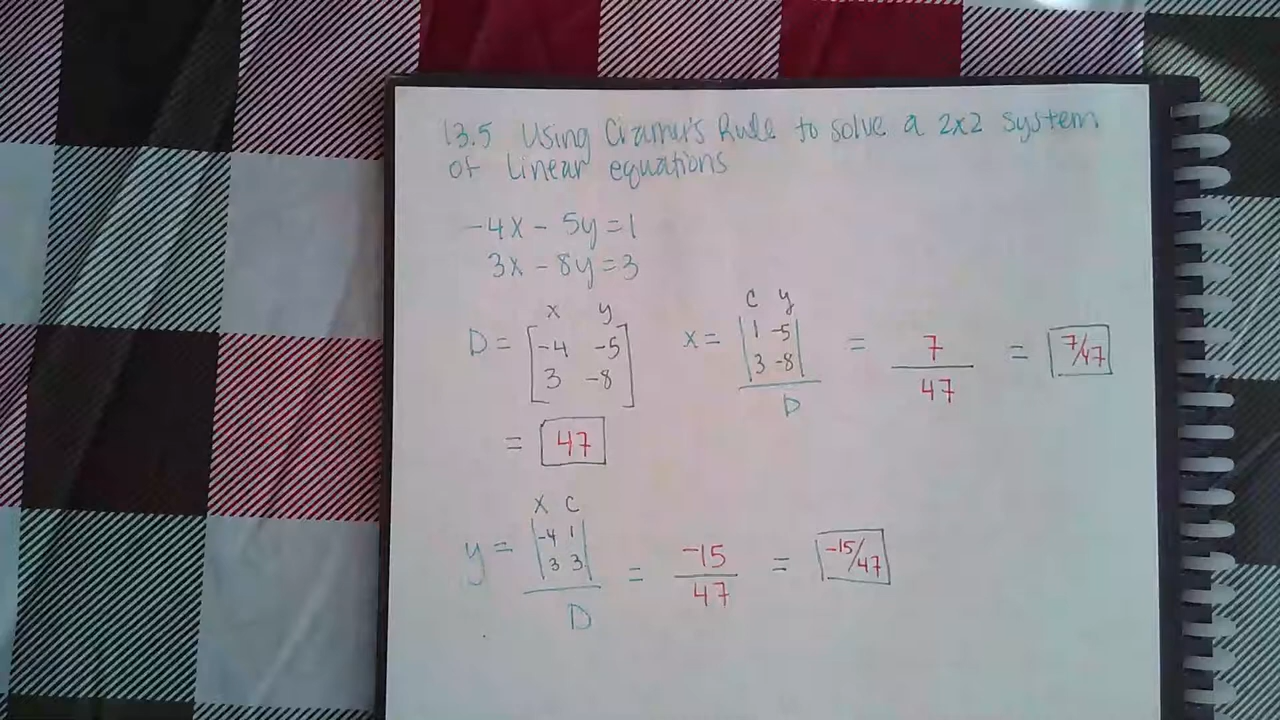 13.5 Using Cramer's Rule to solve a 2x2 system
of linear equations
-4x - 5y = 1
3x - 8y = 3
x y
D = [-4 -5
3 -8]
= 47
c y
x = |1 -5
3 -8|
D
= 7/47 = 7/47
x c
y = |-4 1
3 3|
D
= -15/47 = -15/47